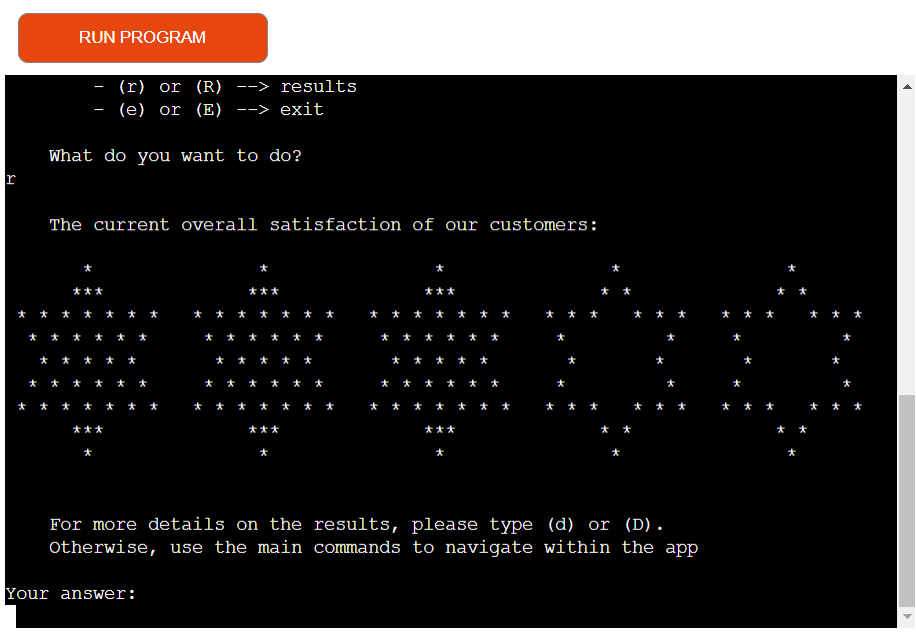 RUN PROGRAM
- (r) or (R) --> results
- (e) or (E) --> exit
What do you want to do?
r
The current overall satisfaction of our customers:
* * * * *
*** *** *** * * * *
* * * * * * * * * * * * * * * * * * * * * * * * * * * * * * * * *
* * * * * * * * * * * * * * * * * * * * * *
* * * * * * * * * * * * * * * * * * *
* * * * * * * * * * * * * * * * * * * * * *
* * * * * * * * * * * * * * * * * * * * * * * * * * * * * * * * *
*** *** *** * * * *
* * * * *
For more details on the results, please type (d) or (D).
Otherwise, use the main commands to navigate within the app
Your answer: